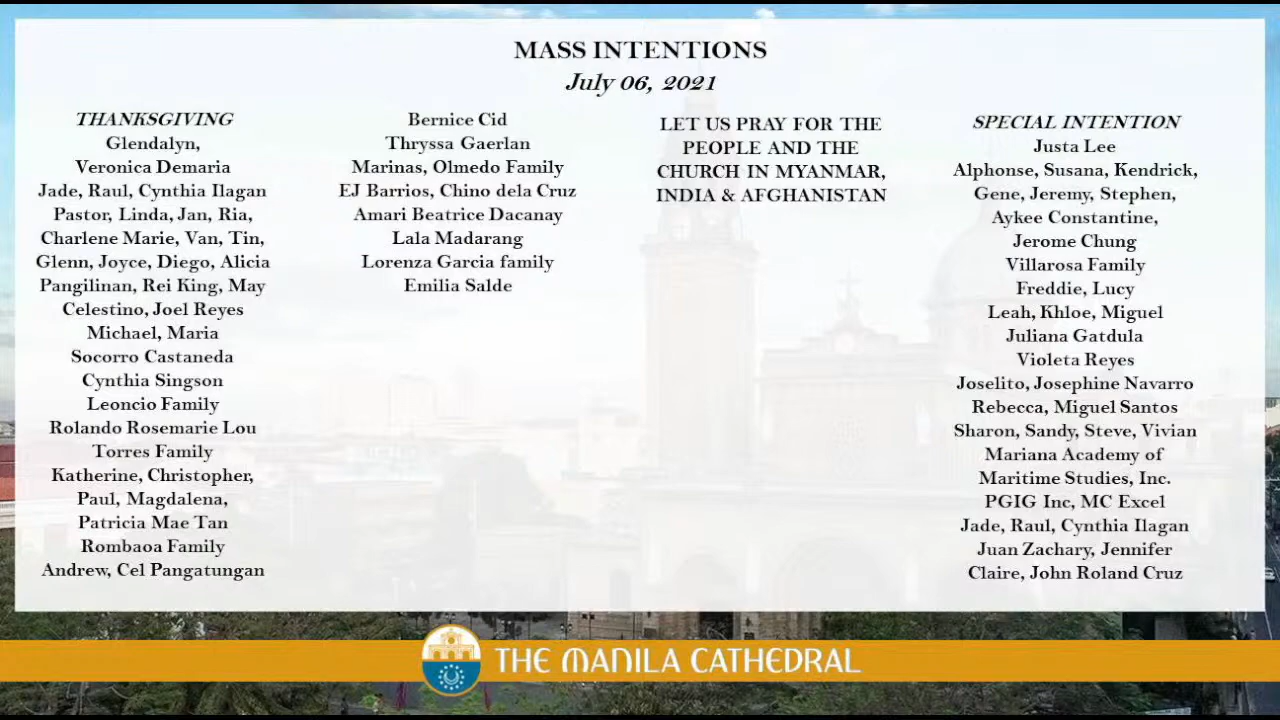 MASS INTENTIONS
July 06, 2021
THANKSGIVING
Glendalyn,
Veronica Demaria
Jade, Raul, Cynthia Ilagan
Pastor, Linda, Jan, Ria,
Charlene Marie, Van, Tin,
Glenn, Joyce, Diego, Alicia
Pangilinan, Rei King, May
Celestino, Joel Reyes
Michael, Maria
Socorro Castaneda
Cynthia Singson
Leoncio Family
Rolando Rosemarie Lou
Torres Family
Katherine, Christopher,
Paul, Magdalena,
Patricia Mae Tan
Rombaoa Family
Andrew, Cel Pangatungan
Bernice Cid
Thryssa Gaerlan
Marinas, Olmedo Family
EJ Barrios, Chino dela Cruz
Amari Beatrice Dacanay
Lala Madarang
Lorenza Garcia family
Emilia Salde
LET US PRAY FOR THE
PEOPLE AND THE
CHURCH IN MYANMAR,
INDIA & AFGHANISTAN
SPECIAL INTENTION
Justa Lee
Alphonse, Susana, Kendrick,
Gene, Jeremy, Stephen,
Aykee Constantine,
Jerome Chung
Villarosa Family
Freddie, Lucy
Leah, Khloe, Miguel
Juliana Gatdula
Violeta Reyes
Joselito, Josephine Navarro
Rebecca, Miguel Santos
Sharon, Sandy, Steve, Vivian
Mariana Academy of
Maritime Studies, Inc.
PGIG Inc, MC Excel
Jade, Raul, Cynthia Ilagan
Juan Zachary, Jennifer
Claire, John Roland Cruz
THE MANILA CATHEDRAL